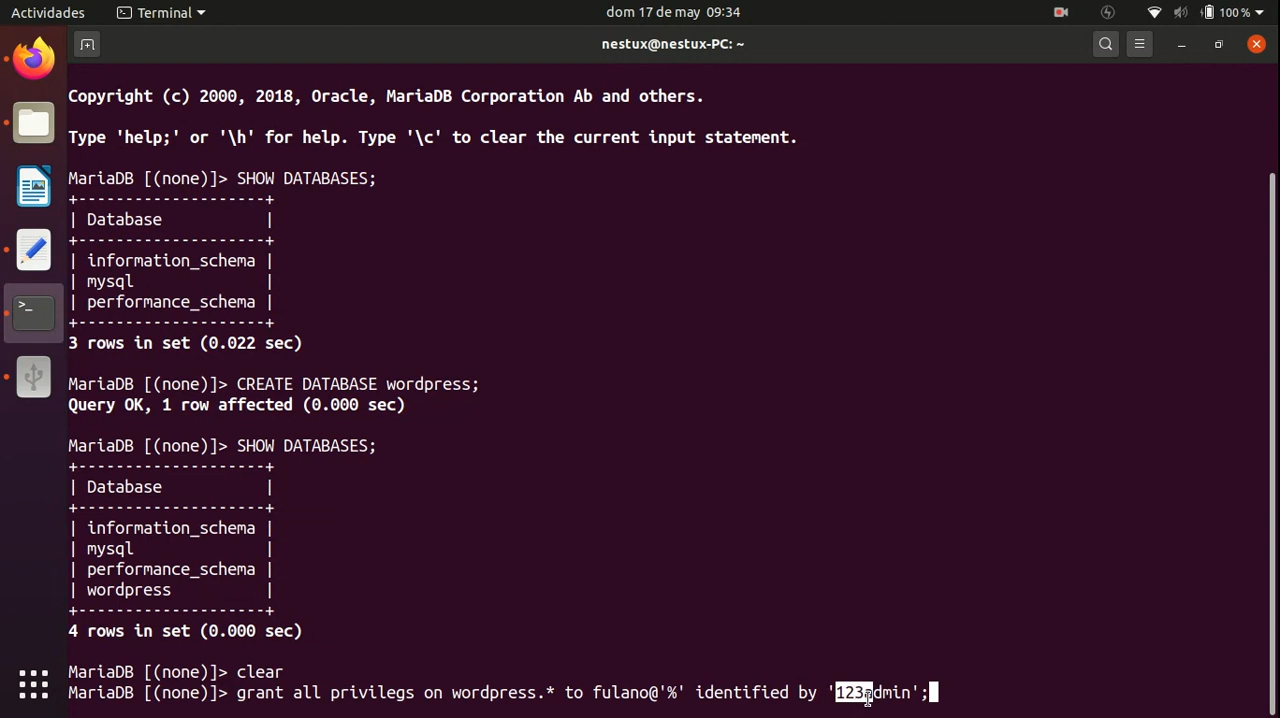 Actividades
Terminal
dom 17 de may 09:34
100 %
nestux@nestux-PC: ~
Copyright (c) 2000, 2018, Oracle, MariaDB Corporation Ab and others.
Type 'help;' or '\h' for help. Type '\c' to clear the current input statement.
MariaDB [(none)]> SHOW DATABASES;
+--------------------+
| Database           |
+--------------------+
| information_schema |
| mysql              |
| performance_schema |
+--------------------+
3 rows in set (0.022 sec)
MariaDB [(none)]> CREATE DATABASE wordpress;
Query OK, 1 row affected (0.000 sec)
MariaDB [(none)]> SHOW DATABASES;
+--------------------+
| Database           |
+--------------------+
| information_schema |
| mysql              |
| performance_schema |
| wordpress          |
+--------------------+
4 rows in set (0.000 sec)
MariaDB [(none)]> clear
MariaDB [(none)]> grant all privilegs on wordpress.* to fulano@'%' identified by '123admin';